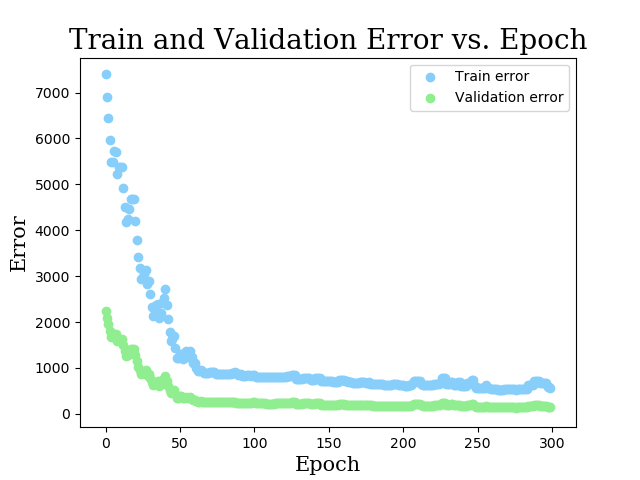 Train and Validation Error vs. Epoch
Train error
Validation error
7000
6000
5000
4000
3000
2000
1000
0
Error
0 50 100 150 200 250 300
Epoch